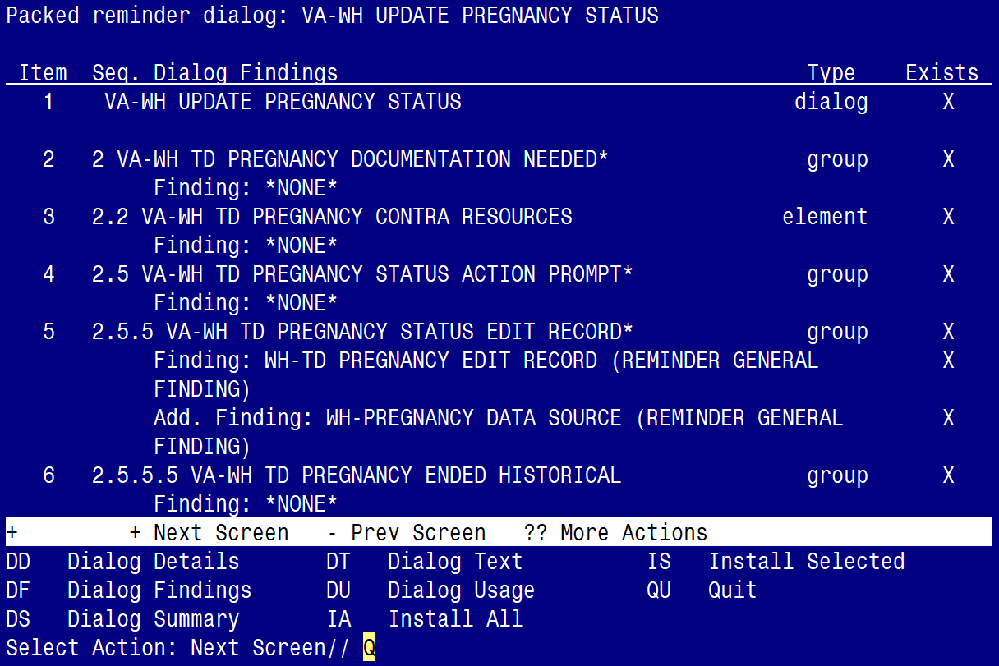 Packed reminder dialog: VA-WH UPDATE PREGNANCY STATUS
Item Seq. Dialog Findings Type Exists
1 VA-WH UPDATE PREGNANCY STATUS dialog X
2 2 VA-WH TD PREGNANCY DOCUMENTATION NEEDED* group X
Finding: *NONE*
3 2.2 VA-WH TD PREGNANCY CONTRA RESOURCES element X
Finding: *NONE*
4 2.5 VA-WH TD PREGNANCY STATUS ACTION PROMPT* group X
Finding: *NONE*
5 2.5.5 VA-WH TD PREGNANCY STATUS EDIT RECORD* group X
Finding: WH-TD PREGNANCY EDIT RECORD (REMINDER GENERAL X
FINDING)
Add. Finding: WH-PREGNANCY DATA SOURCE (REMINDER GENERAL X
FINDING)
6 2.5.5.5 VA-WH TD PREGNANCY ENDED HISTORICAL group X
Finding: *NONE*
+ + Next Screen - Prev Screen ?? More Actions
DD Dialog Details DT Dialog Text IS Install Selected
DF Dialog Findings DU Dialog Usage QU Quit
DS Dialog Summary IA Install All
Select Action: Next Screen// Q